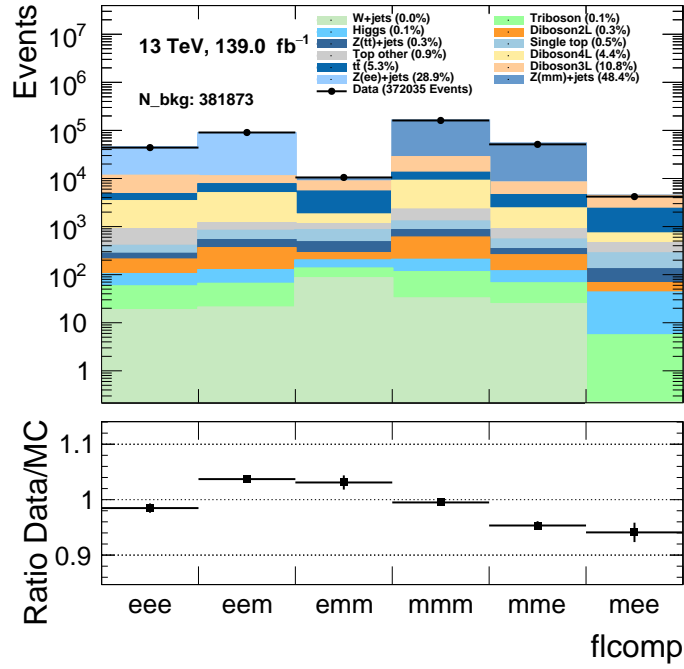 Events
10⁷
10⁶
10⁵
10⁴
10³
10²
10
1
13 TeV, 139.0 fb⁻¹
N_bkg: 381873
W+jets (0.0%)
Higgs (0.1%)
Z(tt)+jets (0.3%)
Top other (0.9%)
tt̄ (5.3%)
Z(ee)+jets (28.9%)
Data (372035 Events)
Triboson (0.1%)
Diboson2L (0.3%)
Single top (0.5%)
Diboson4L (4.4%)
Diboson3L (10.8%)
Z(mm)+jets (48.4%)
Ratio Data/MC
1.1
1
0.9
eee eem emm mmm mme mee
flcomp